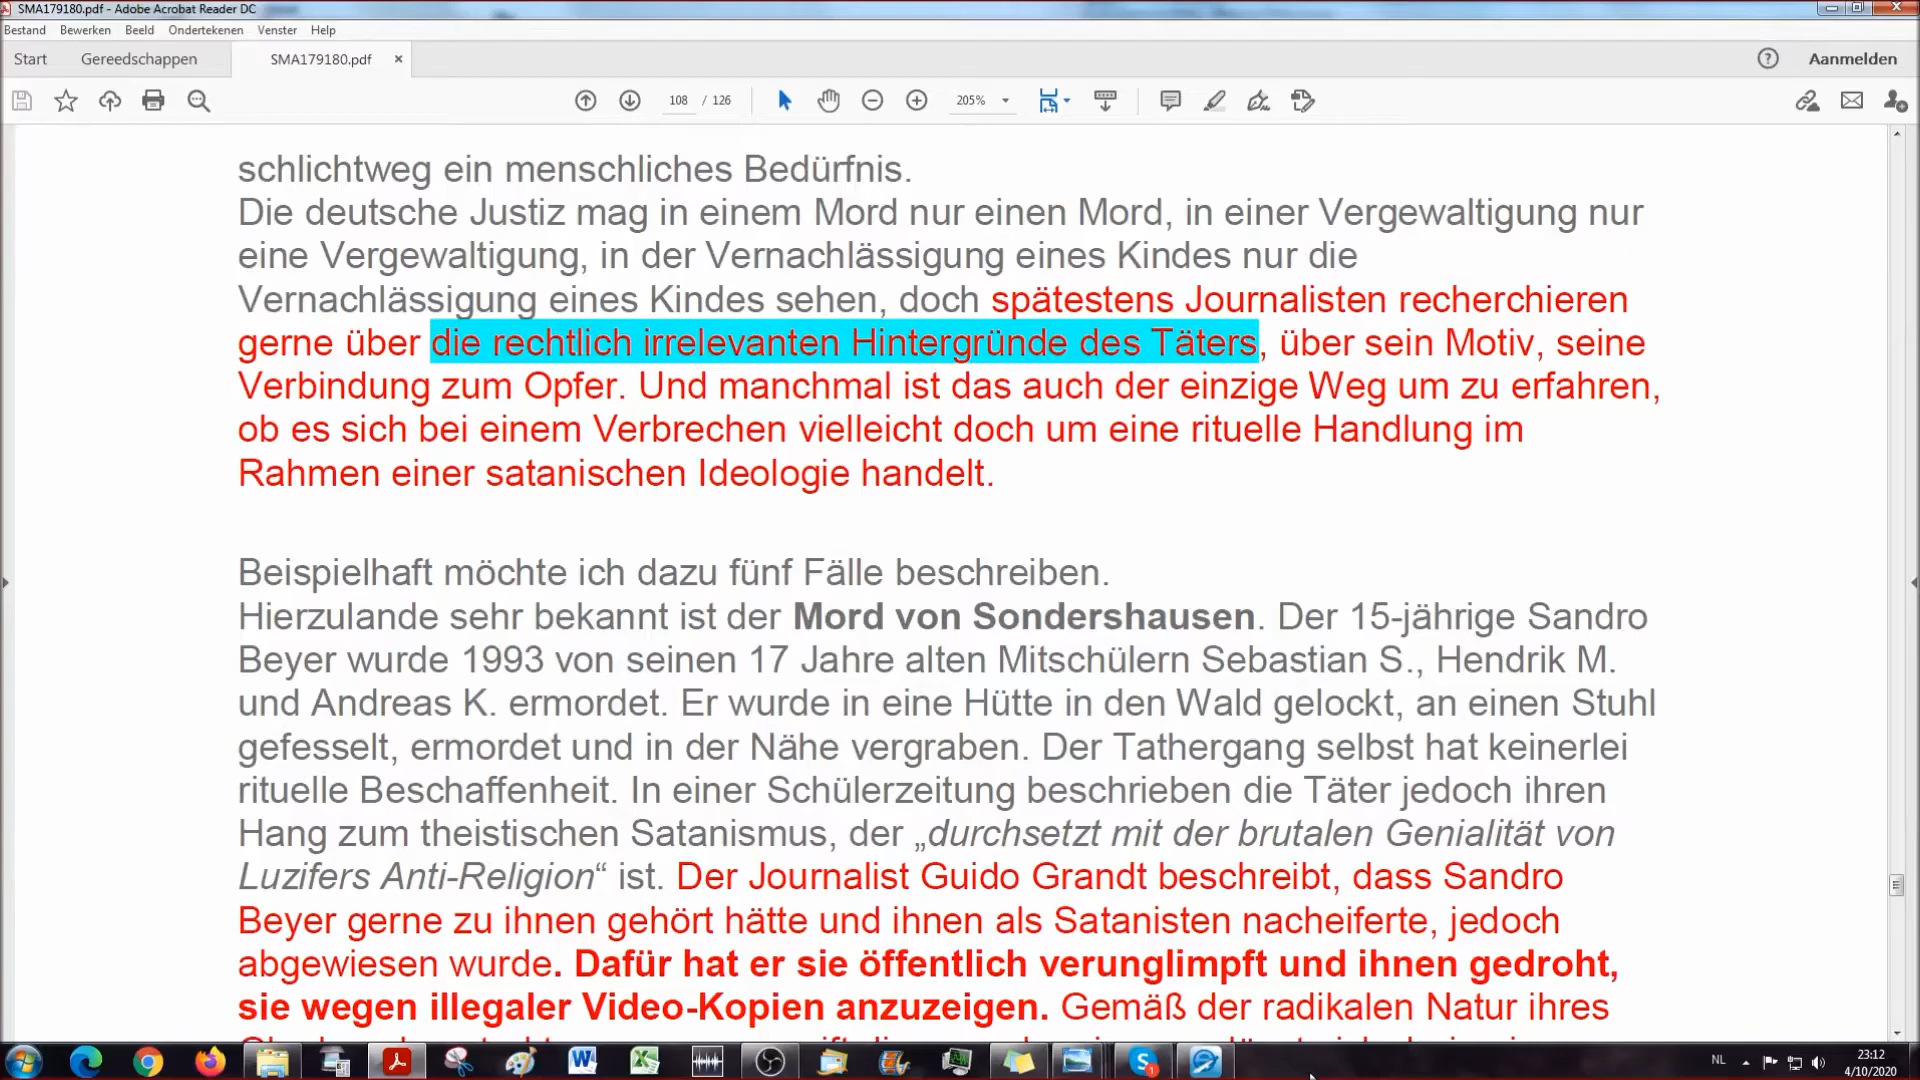 SMA179180.pdf - Adobe Acrobat Reader DC
Bestand Bewerken Beeld Ondertekenen Venster Help
Start Gereedschappen SMA179180.pdf × ? Aanmelden
108 / 126 205%
schlichtweg ein menschliches Bedürfnis.
Die deutsche Justiz mag in einem Mord nur einen Mord, in einer Vergewaltigung nur
eine Vergewaltigung, in der Vernachlässigung eines Kindes nur die
Vernachlässigung eines Kindes sehen, doch spätestens Journalisten recherchieren
gerne über die rechtlich irrelevanten Hintergründe des Täters, über sein Motiv, seine
Verbindung zum Opfer. Und manchmal ist das auch der einzige Weg um zu erfahren,
ob es sich bei einem Verbrechen vielleicht doch um eine rituelle Handlung im
Rahmen einer satanischen Ideologie handelt.
Beispielhaft möchte ich dazu fünf Fälle beschreiben.
Hierzulande sehr bekannt ist der Mord von Sondershausen. Der 15-jährige Sandro
Beyer wurde 1993 von seinen 17 Jahre alten Mitschülern Sebastian S., Hendrik M.
und Andreas K. ermordet. Er wurde in eine Hütte in den Wald gelockt, an einen Stuhl
gefesselt, ermordet und in der Nähe vergraben. Der Tathergang selbst hat keinerlei
rituelle Beschaffenheit. In einer Schülerzeitung beschrieben die Täter jedoch ihren
Hang zum theistischen Satanismus, der „durchsetzt mit der brutalen Genialität von
Luzifers Anti-Religion“ ist. Der Journalist Guido Grandt beschreibt, dass Sandro
Beyer gerne zu ihnen gehört hätte und ihnen als Satanisten nacheiferte, jedoch
abgewiesen wurde. Dafür hat er sie öffentlich verunglimpft und ihnen gedroht,
sie wegen illegaler Video-Kopien anzuzeigen. Gemäß der radikalen Natur ihres
NL 23:12
4/10/2020